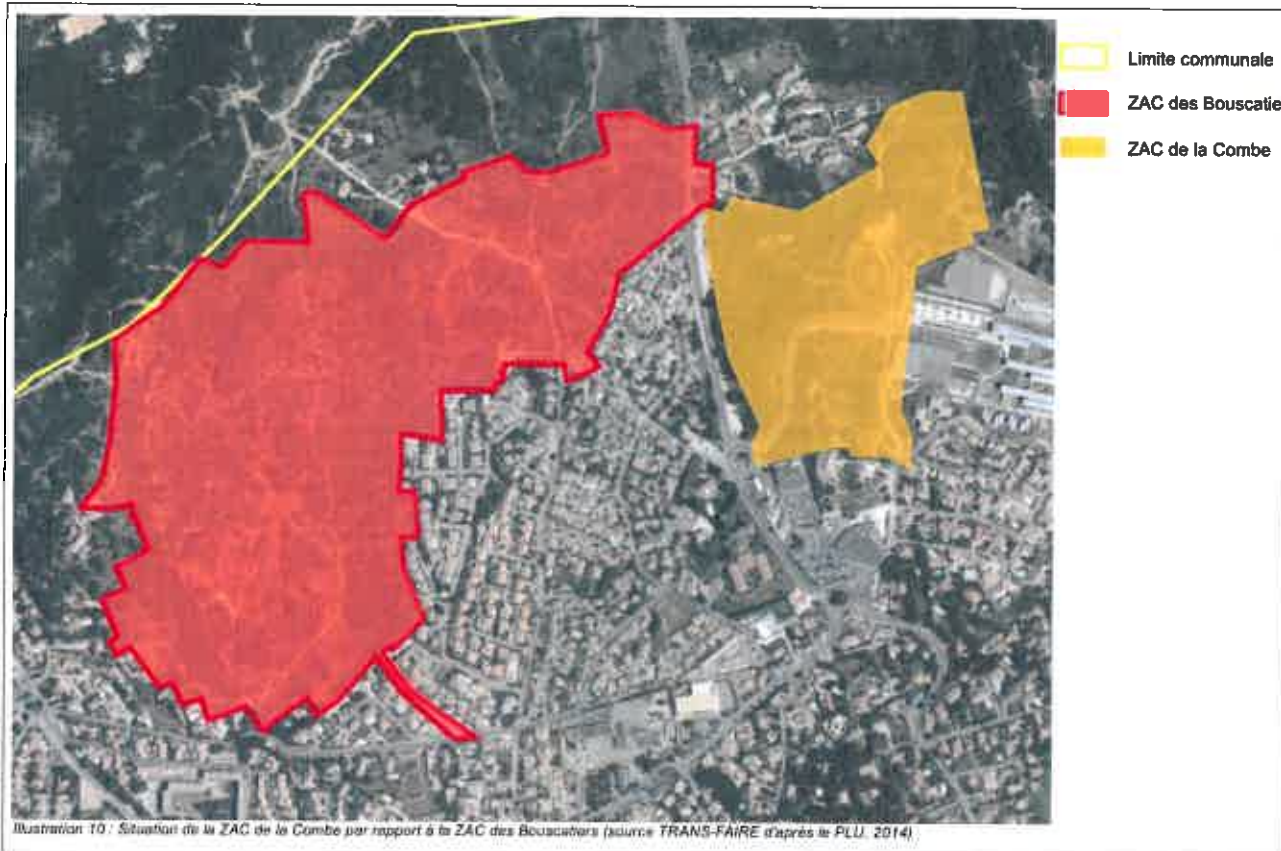 Limite communale
ZAC des Bouscatie
ZAC de la Combe
Illustration 10 : Situation de la ZAC de la Combe par rapport à la ZAC des Bouscatiers (source TRANS-FAIRE d'après le PLU, 2014)